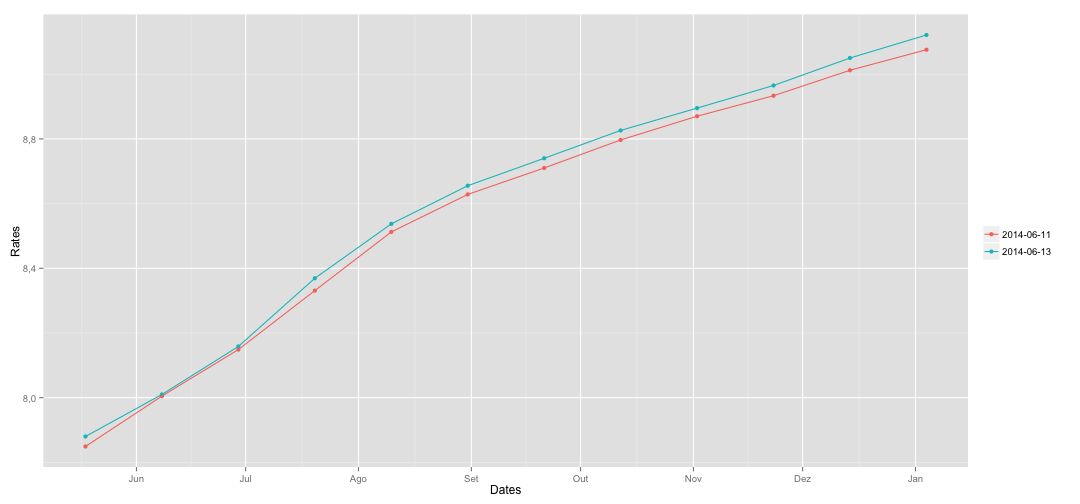 Rates
8,8
8,4
8,0
Jun Jul Ago Set Out Nov Dez Jan
Dates
2014-06-11
2014-06-13